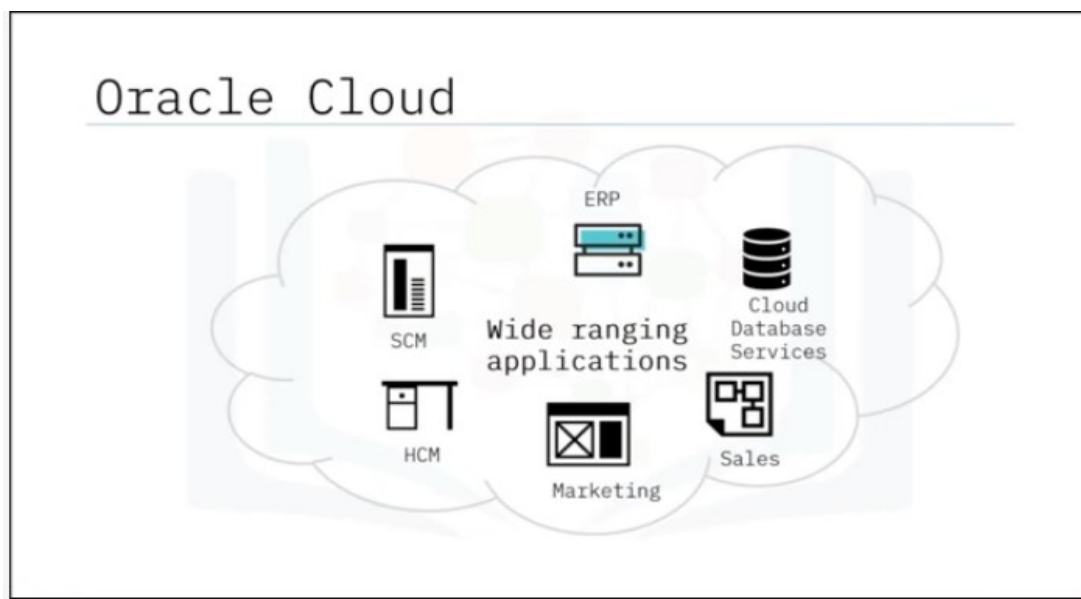 Oracle Cloud
ERP
SCM
Wide ranging
applications
Cloud
Database
Services
HCM
Marketing
Sales